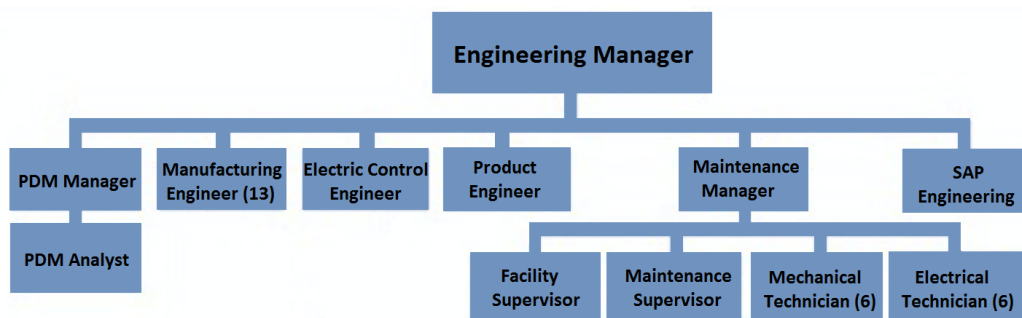 Engineering Manager
PDM Manager
Manufacturing
Engineer (13)
Electric Control
Engineer
Product
Engineer
Maintenance
Manager
SAP
Engineering
PDM Analyst
Facility
Supervisor
Maintenance
Supervisor
Mechanical
Technician (6)
Electrical
Technician (6)